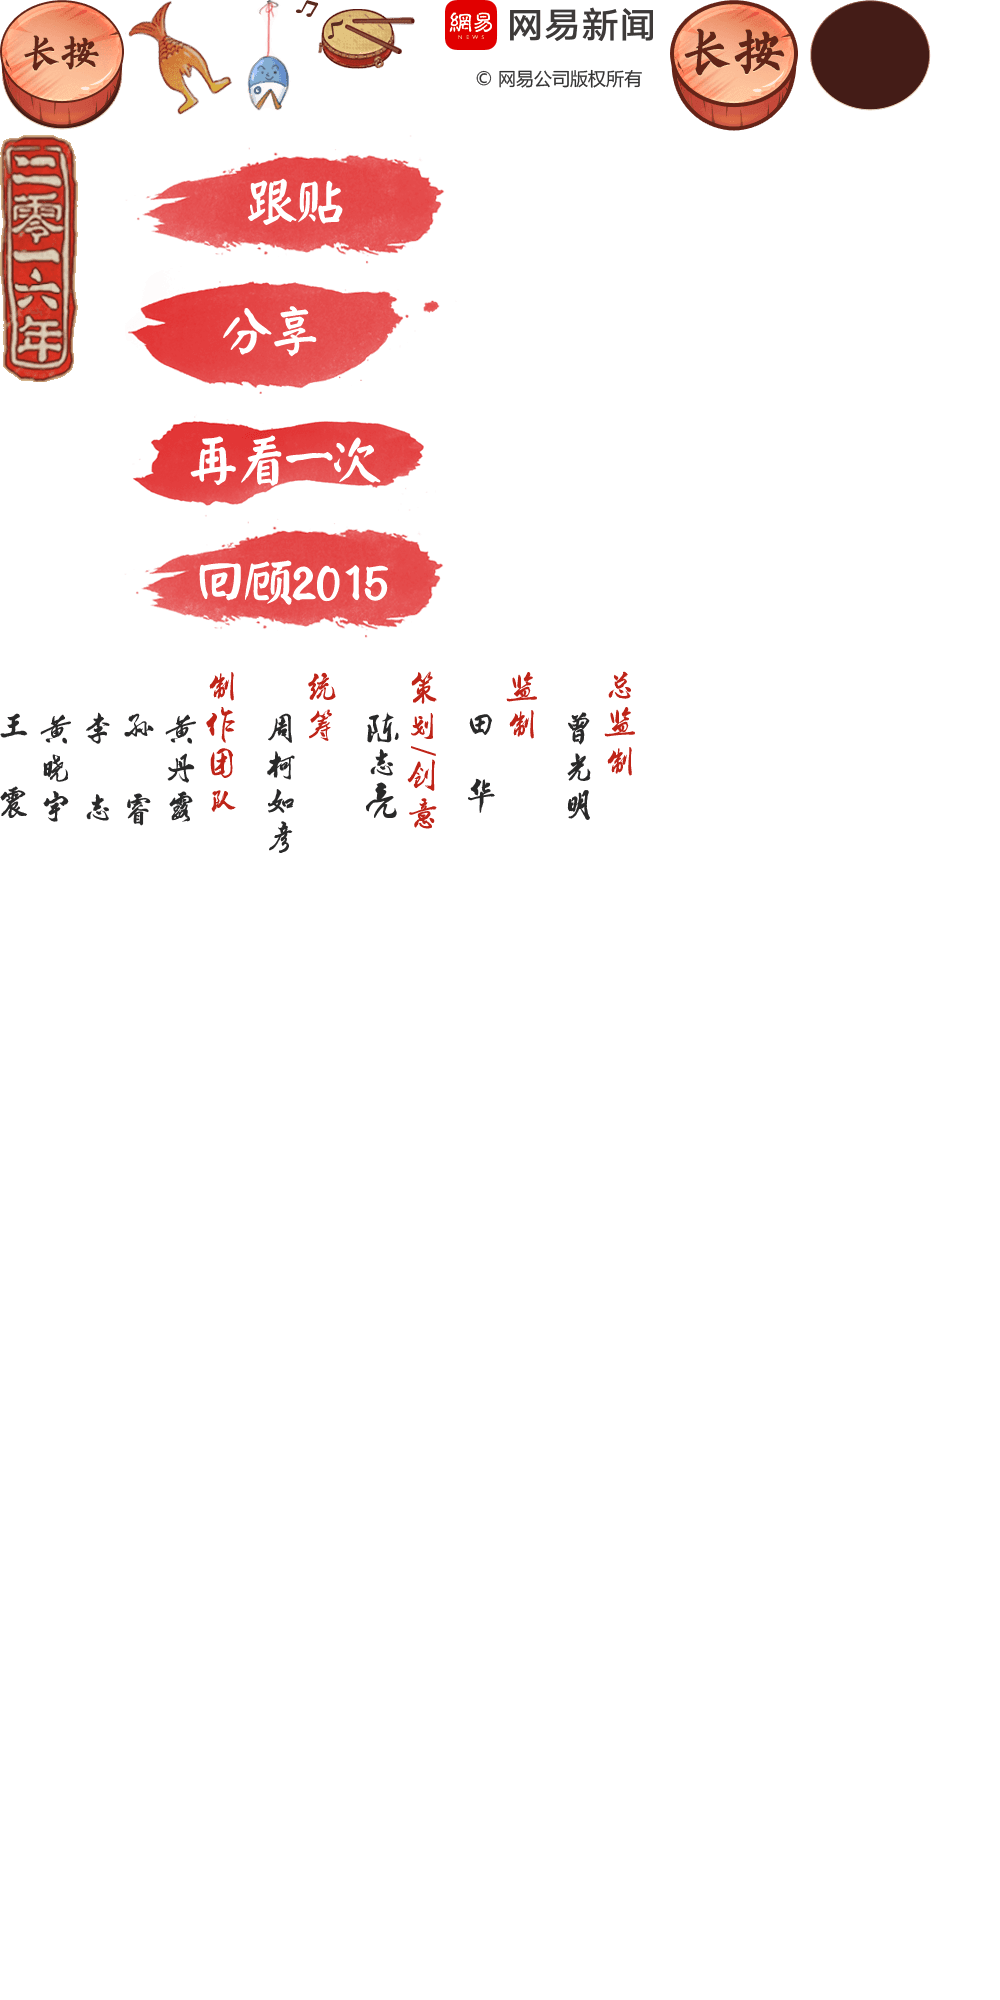 长按
網易
NEWS
网易新闻
© 网易公司版权所有
长按
二零一六年
跟贴
分享
再看一次
回顾2015
总监制
曾光明
监制
田华
策划/创意
陈志亮
统筹
周柯如彦
制作团队
黄丹露
孙睿
李志
黄晓宇
王震